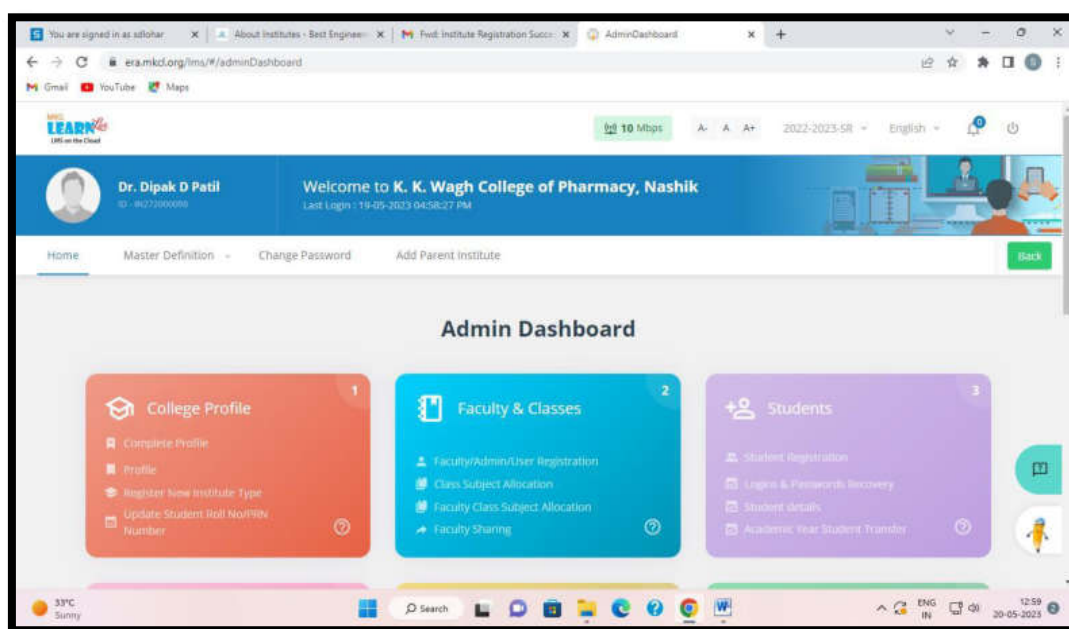 You are signed in as sdlohar
About Institutes - Best Engineer
Fwd: Institute Registration Succe
AdminDashboard
era.mkcl.org/lms/#/adminDashboard
Gmail YouTube Maps
MKCL
LEARNLive
LMS on the Cloud
10 Mbps A- A A+ 2022-2023-SR English 0
Dr. Dipak D Patil
Welcome to K. K. Wagh College of Pharmacy, Nashik
Last Login : 19-05-2023 04:58:27 PM
Home Master Definition Change Password Add Parent Institute Back
Admin Dashboard
1
College Profile
Complete Profile
Profile
Register New Institute Type
Update Student Roll No/PRN
Number
2
Faculty & Classes
Faculty/Admin/User Registration
Class Subject Allocation
Faculty Class Subject Allocation
Faculty Sharing
3
Students
Student Registration
Logins & Passwords Recovery
Student details
Academic Year Student Transfer
33°C
Sunny
Search
ENG
IN
12:59
20-05-2023
2